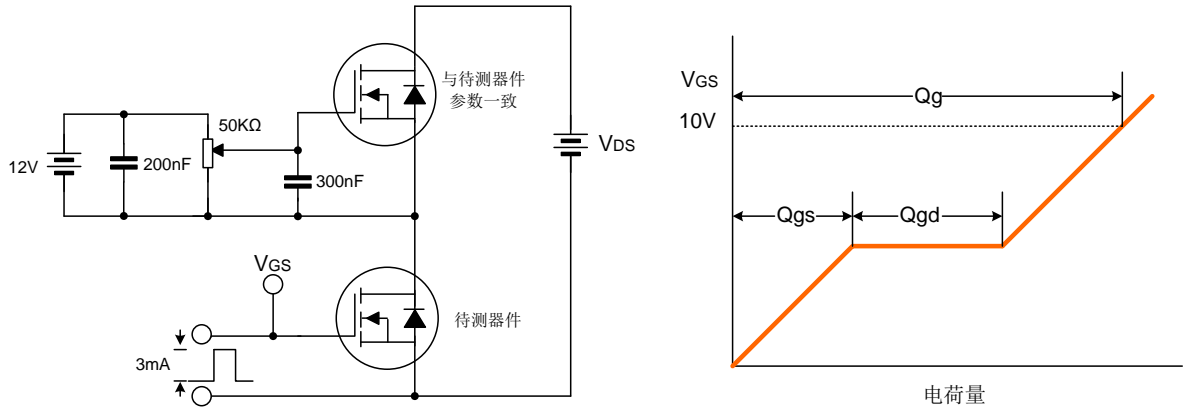 与待测器件
参数一致
50KΩ
12V
200nF
300nF
VDS
VGS
待测器件
3mA
VGS
Qg
10V
Qgs
Qgd
电荷量